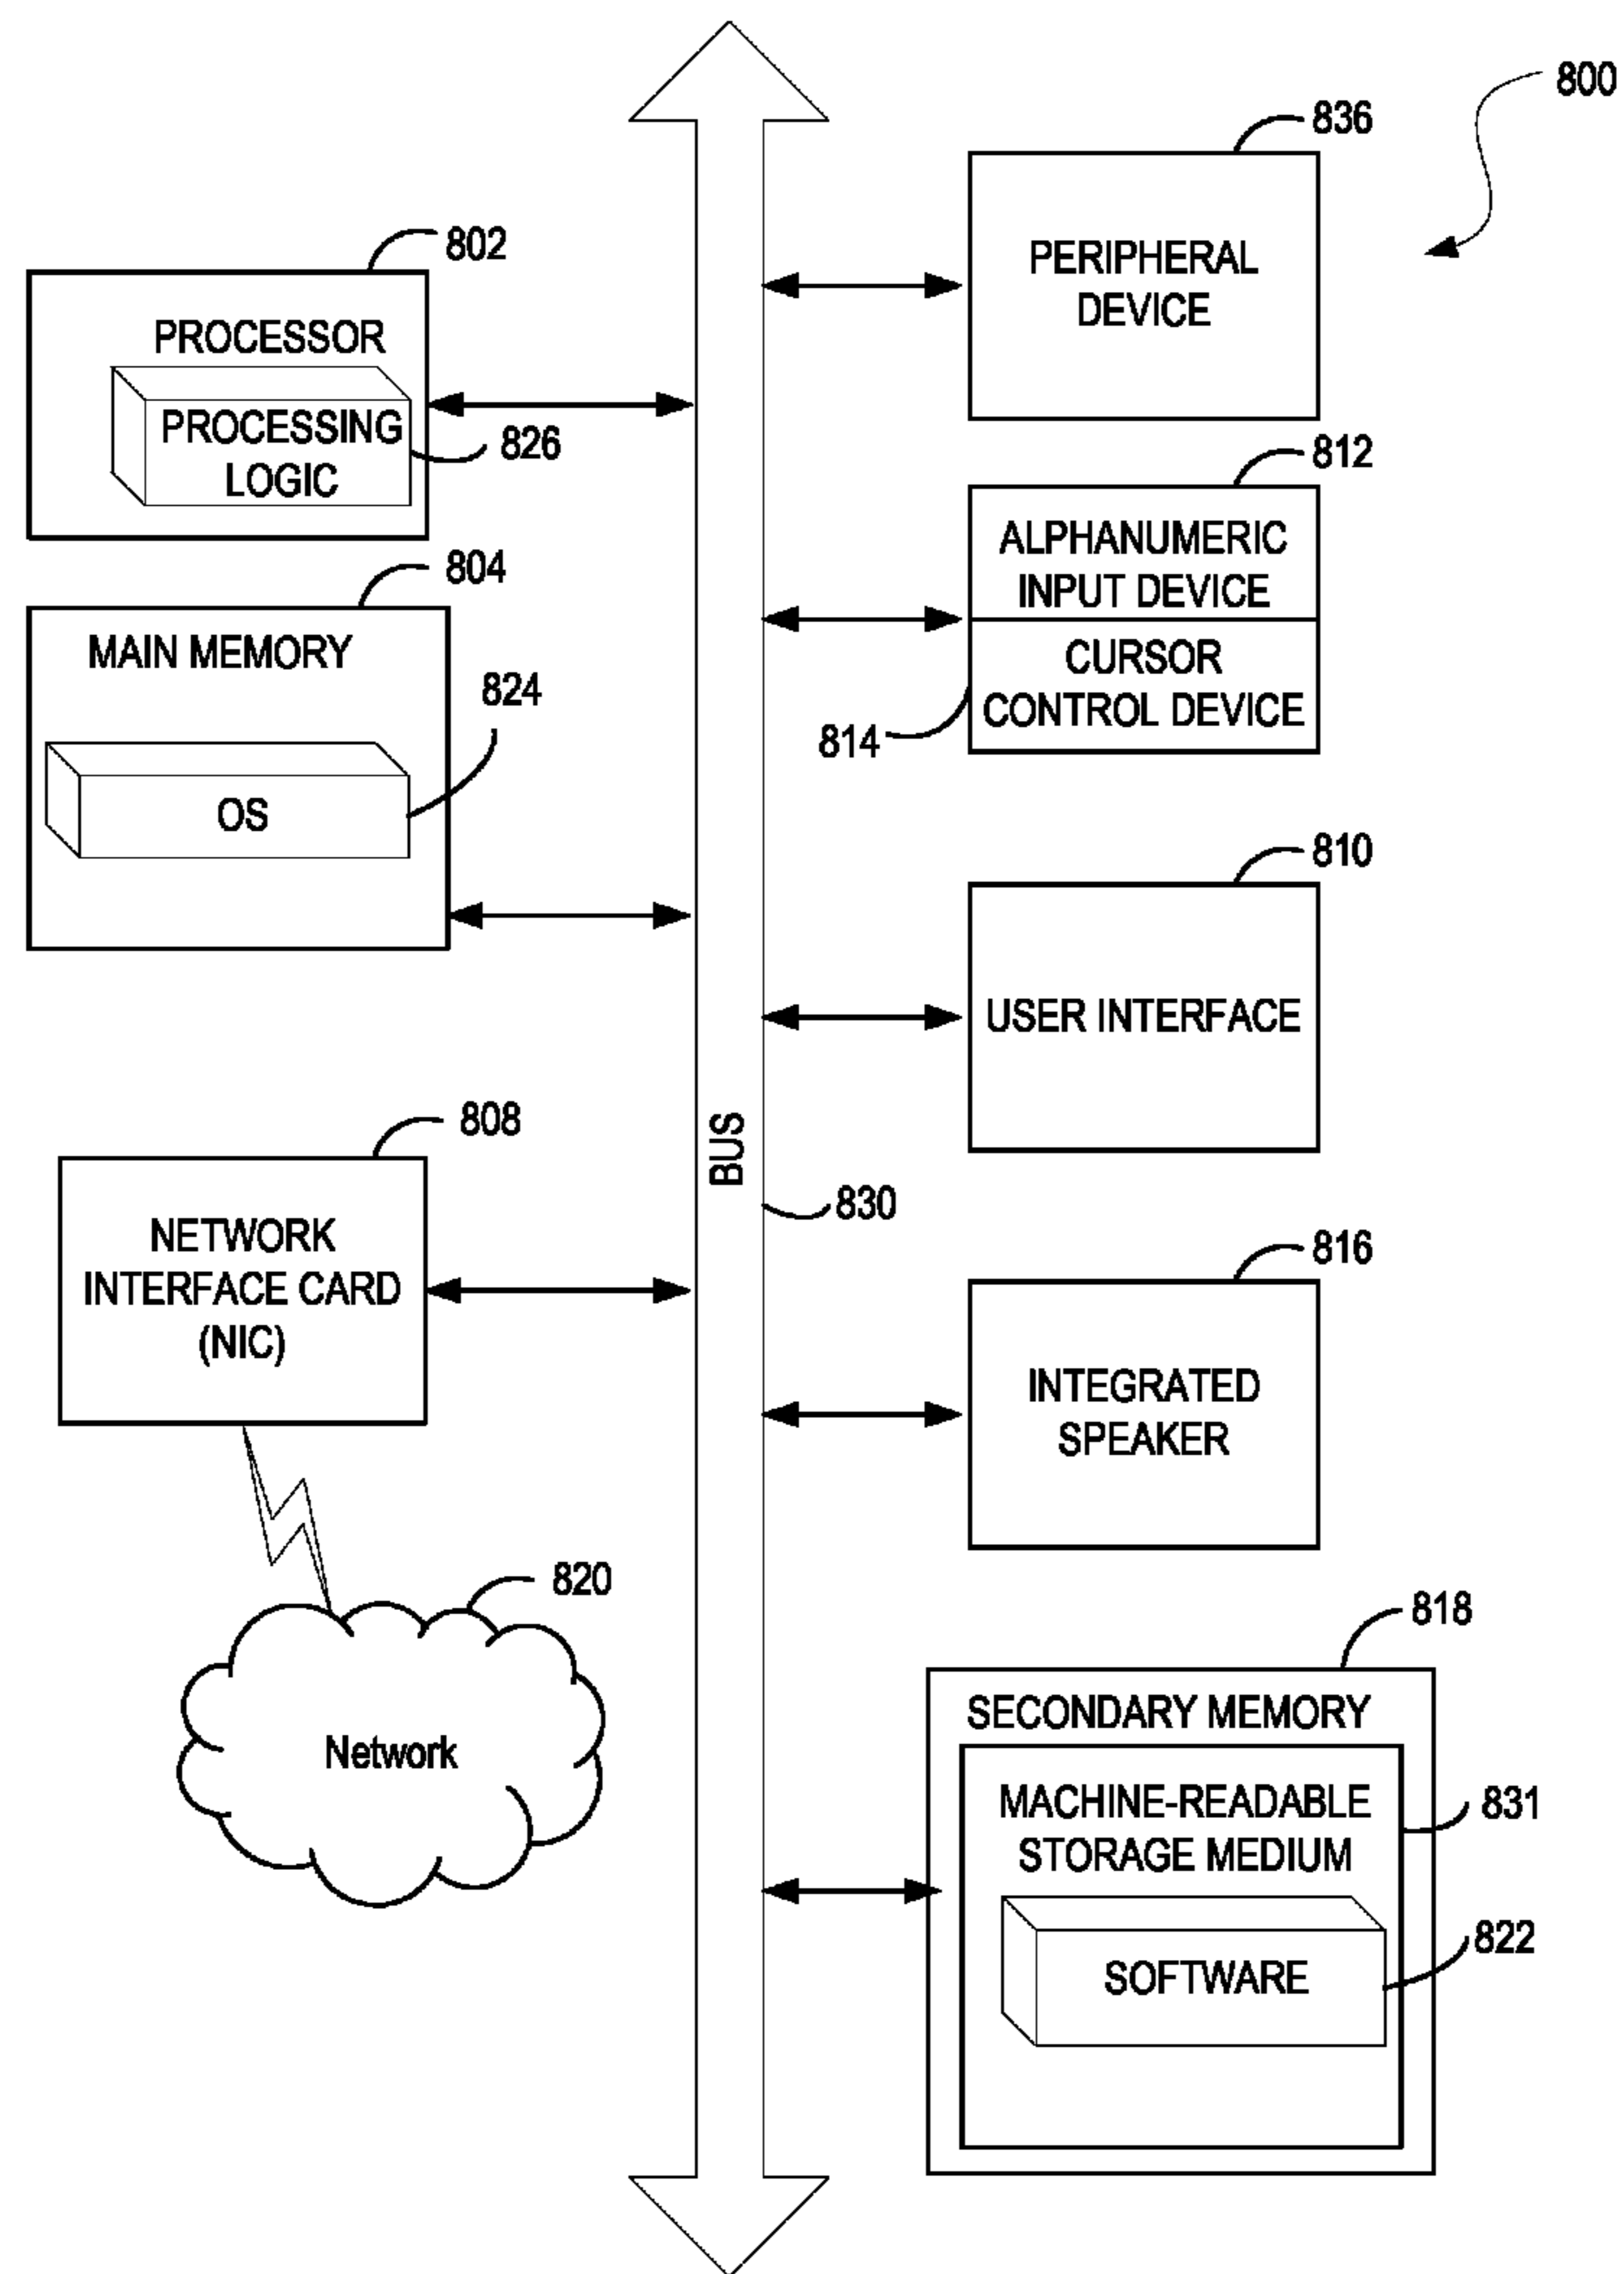 800
836
PERIPHERAL
DEVICE
802
PROCESSOR
PROCESSING
LOGIC
826
812
ALPHANUMERIC
INPUT DEVICE
CURSOR
CONTROL DEVICE
814
804
MAIN MEMORY
824
OS
810
USER INTERFACE
808
NETWORK
INTERFACE CARD
(NIC)
BUS
830
816
INTEGRATED
SPEAKER
820
Network
818
SECONDARY MEMORY
MACHINE-READABLE
STORAGE MEDIUM
831
SOFTWARE
822